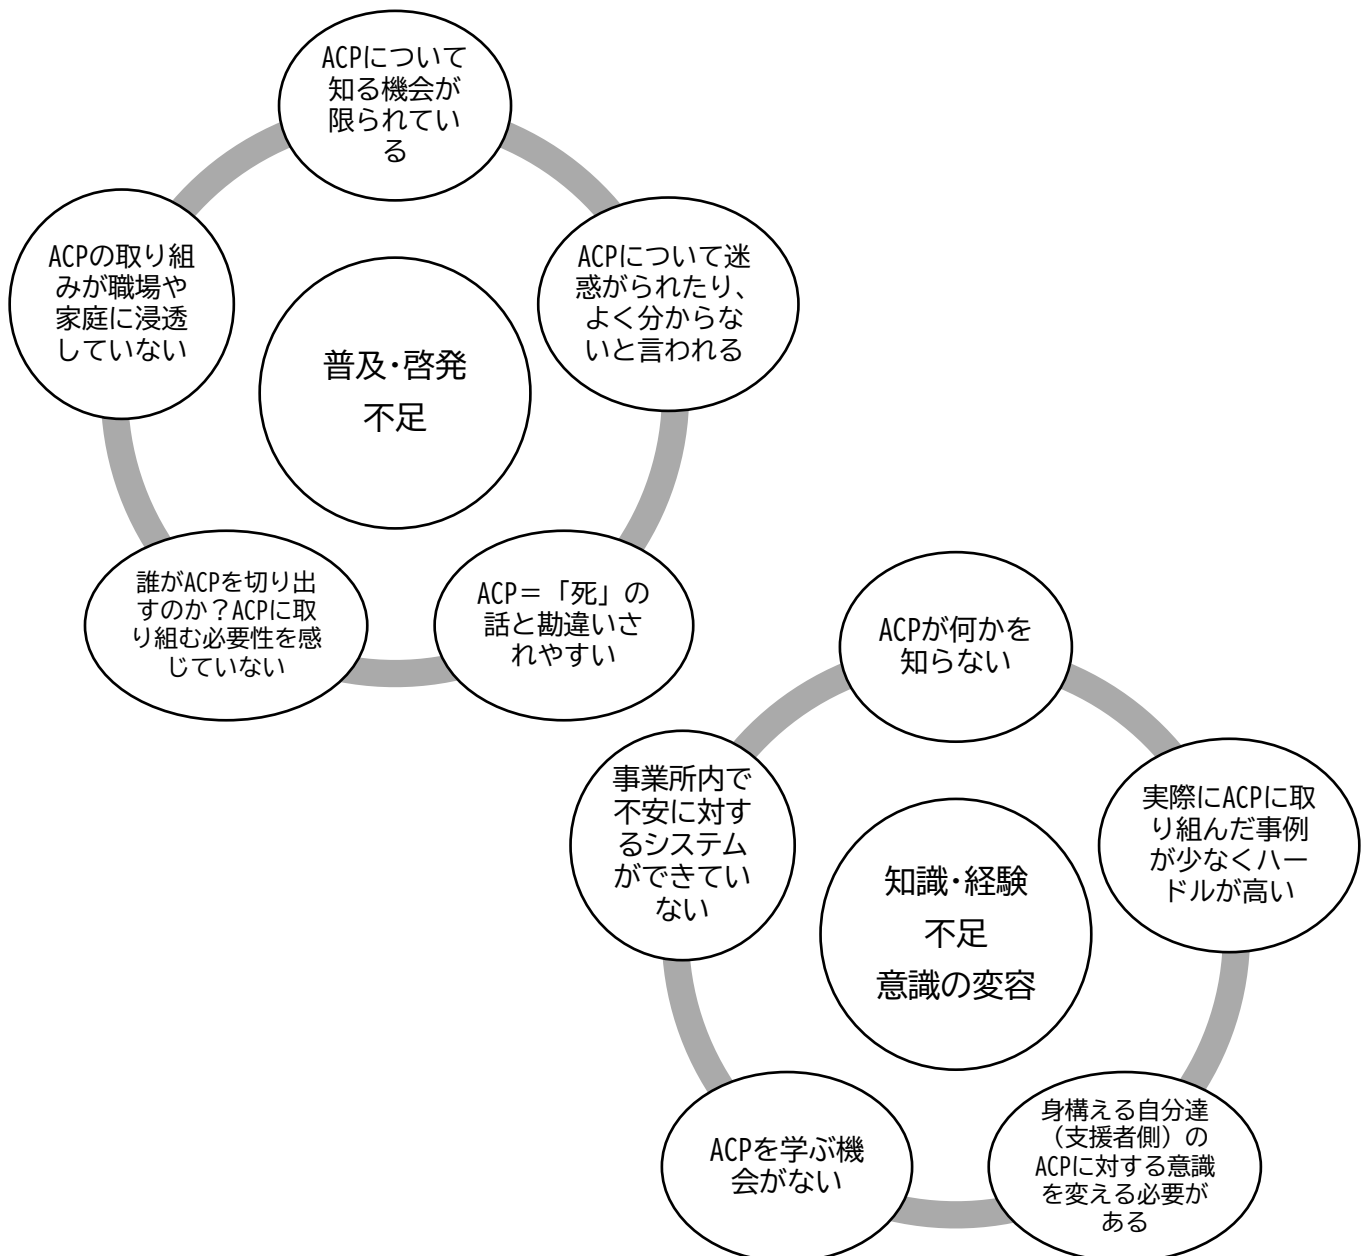 ACPについて
知る機会が
限られてい
る
ACPの取り組
みが職場や
家庭に浸透
していない
ACPについて迷
惑がられたり、
よく分からな
いと言われる
普及・啓発
不足
誰がACPを切り出
すのか？ACPに取
り組む必要性を感
じていない
ACP＝「死」の
話と勘違いさ
れやすい
ACPが何かを
知らない
事業所内で
不安に対す
るシステム
ができてい
ない
実際にACPに取
り組んだ事例
が少なくハー
ドルが高い
知識・経験
不足
意識の変容
ACPを学ぶ機
会がない
身構える自分達
（支援者側）の
ACPに対する意識
を変える必要が
ある